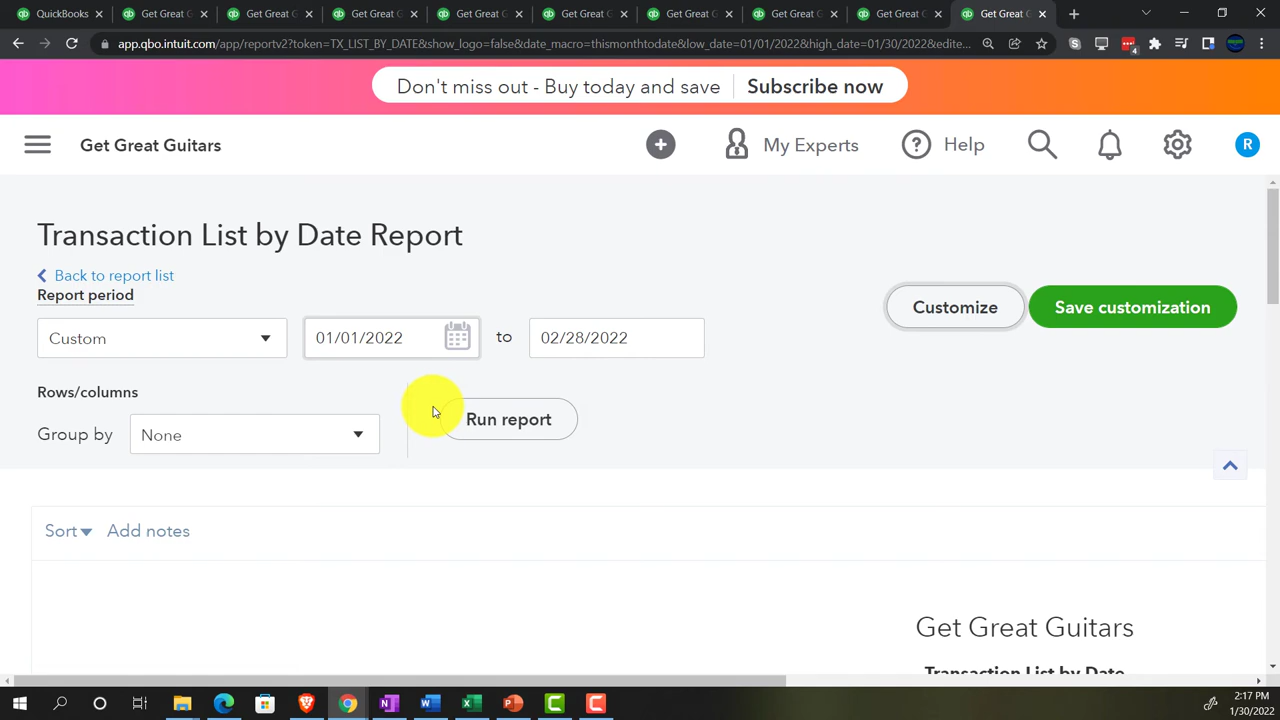 QuickBooks
Get Great G
Get Great G
Get Great G
Get Great G
Get Great G
Get Great G
Get Great G
Get Great G
Get Great G
app.qbo.intuit.com/app/reportv2?token=TX_LIST_BY_DATE&show_logo=false&date_macro=thismonthtodate&low_date=01/01/2022&high_date=01/30/2022&edite...
4
Don't miss out - Buy today and save
Subscribe now
Get Great Guitars
My Experts
Help
R
Transaction List by Date Report
Back to report list
Report period
Customize
Save customization
Custom
01/01/2022
to
02/28/2022
Rows/columns
Group by
None
Run report
Sort
Add notes
Get Great Guitars
Transaction List by Date
2:17 PM
1/30/2022